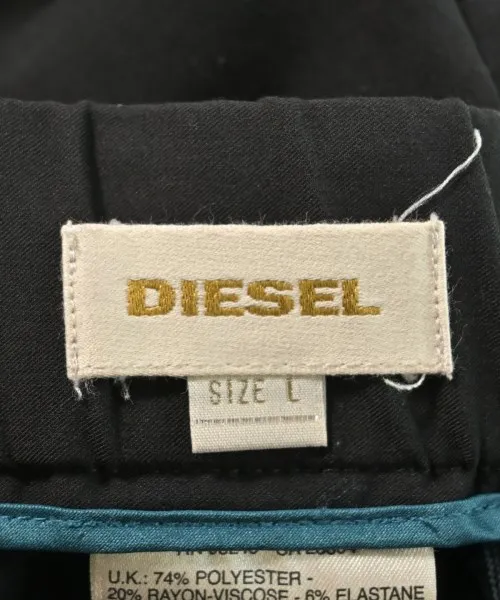 DIESEL
SIZE L
U.K.: 74% POLYESTER -
20% RAYON-VISCOSE - 6% ELASTANE